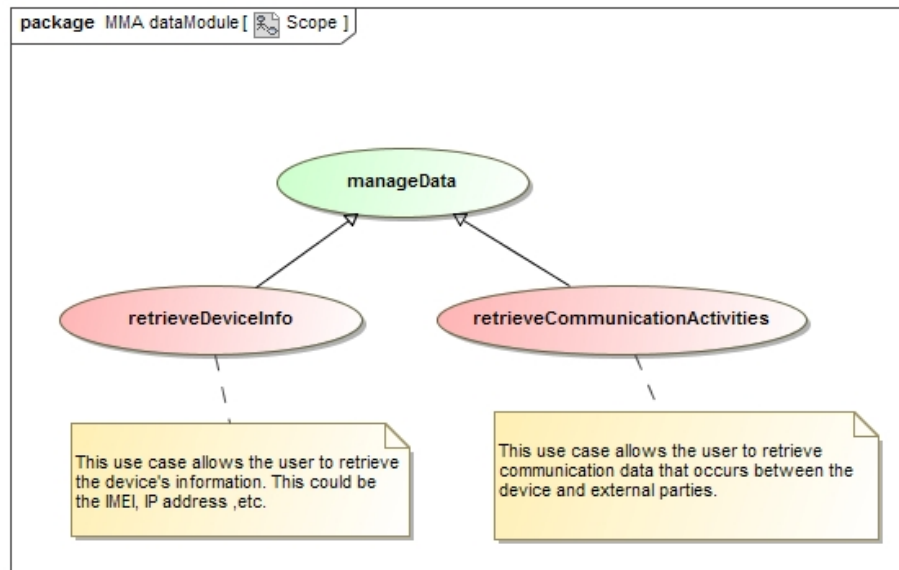 package MMA dataModule [ Scope ]
manageData
retrieveDeviceInfo
retrieveCommunicationActivities
This use case allows the user to retrieve
the device's information. This could be
the IMEI, IP address ,etc.
This use case allows the user to retrieve
communication data that occurs between the
device and external parties.